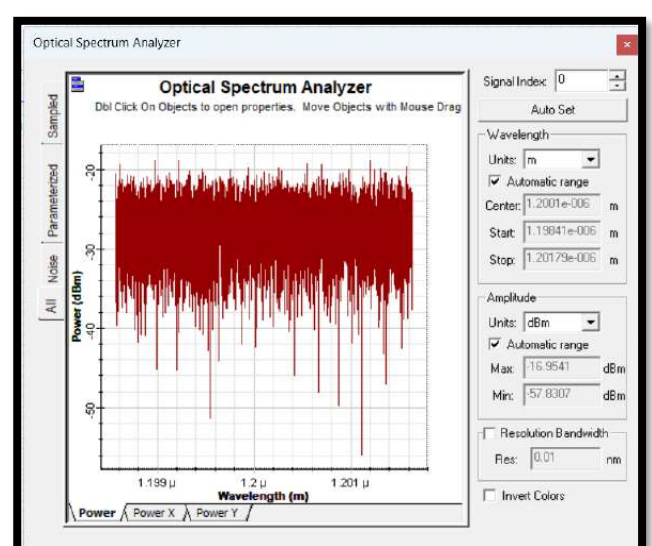 Optical Spectrum Analyzer
Optical Spectrum Analyzer
Dbl Click On Objects to open properties. Move Objects with Mouse Drag
Sampled
Parameterized
Noise
All
Power (dBm)
-20
-30
-40
-50
1.199 µ
1.2 µ
1.201 µ
Wavelength (m)
Power
Power X
Power Y
Signal Index: 0
Auto Set
Wavelength
Units: m
Automatic range
Center: 1.2001e-006 m
Start: 1.19841e-006 m
Stop: 1.20179e-006 m
Amplitude
Units: dBm
Automatic range
Max: -16.9541 dBm
Min: -57.8307 dBm
Resolution Bandwidth
Res: 0.01 nm
Invert Colors